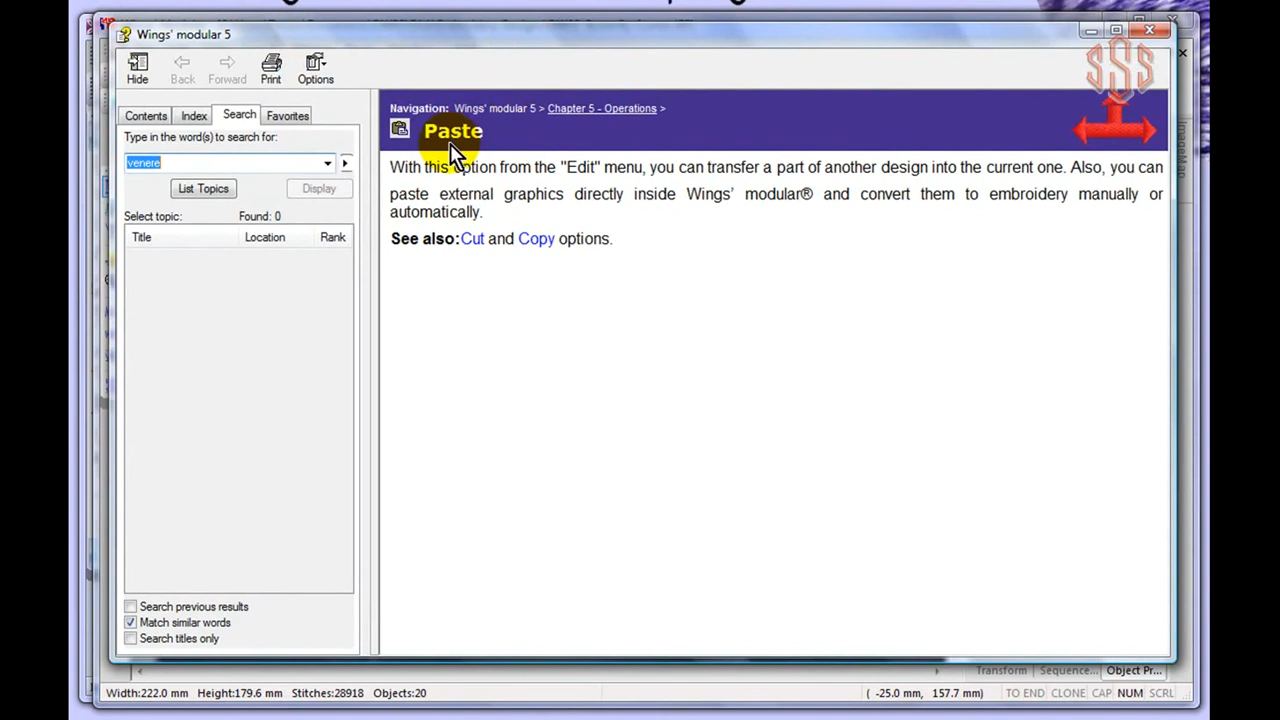 Wings' modular 5
Hide Back Forward Print Options
Contents Index Search Favorites
Type in the word(s) to search for:
venere
List Topics Display
Select topic: Found: 0
Title Location Rank
Search previous results
Match similar words
Search titles only
Navigation: Wings' modular 5 > Chapter 5 - Operations >
Paste
With this option from the "Edit" menu, you can transfer a part of another design into the current one. Also, you can
paste external graphics directly inside Wings’ modular® and convert them to embroidery manually or
automatically.
See also:Cut and Copy options.
SSS
ImageMap
Transform Sequence... Object Pr...
Width:222.0 mm Height:179.6 mm Stitches:28918 Objects:20 ( -25.0 mm, 157.7 mm) TO END CLONE CAP NUM SCRL